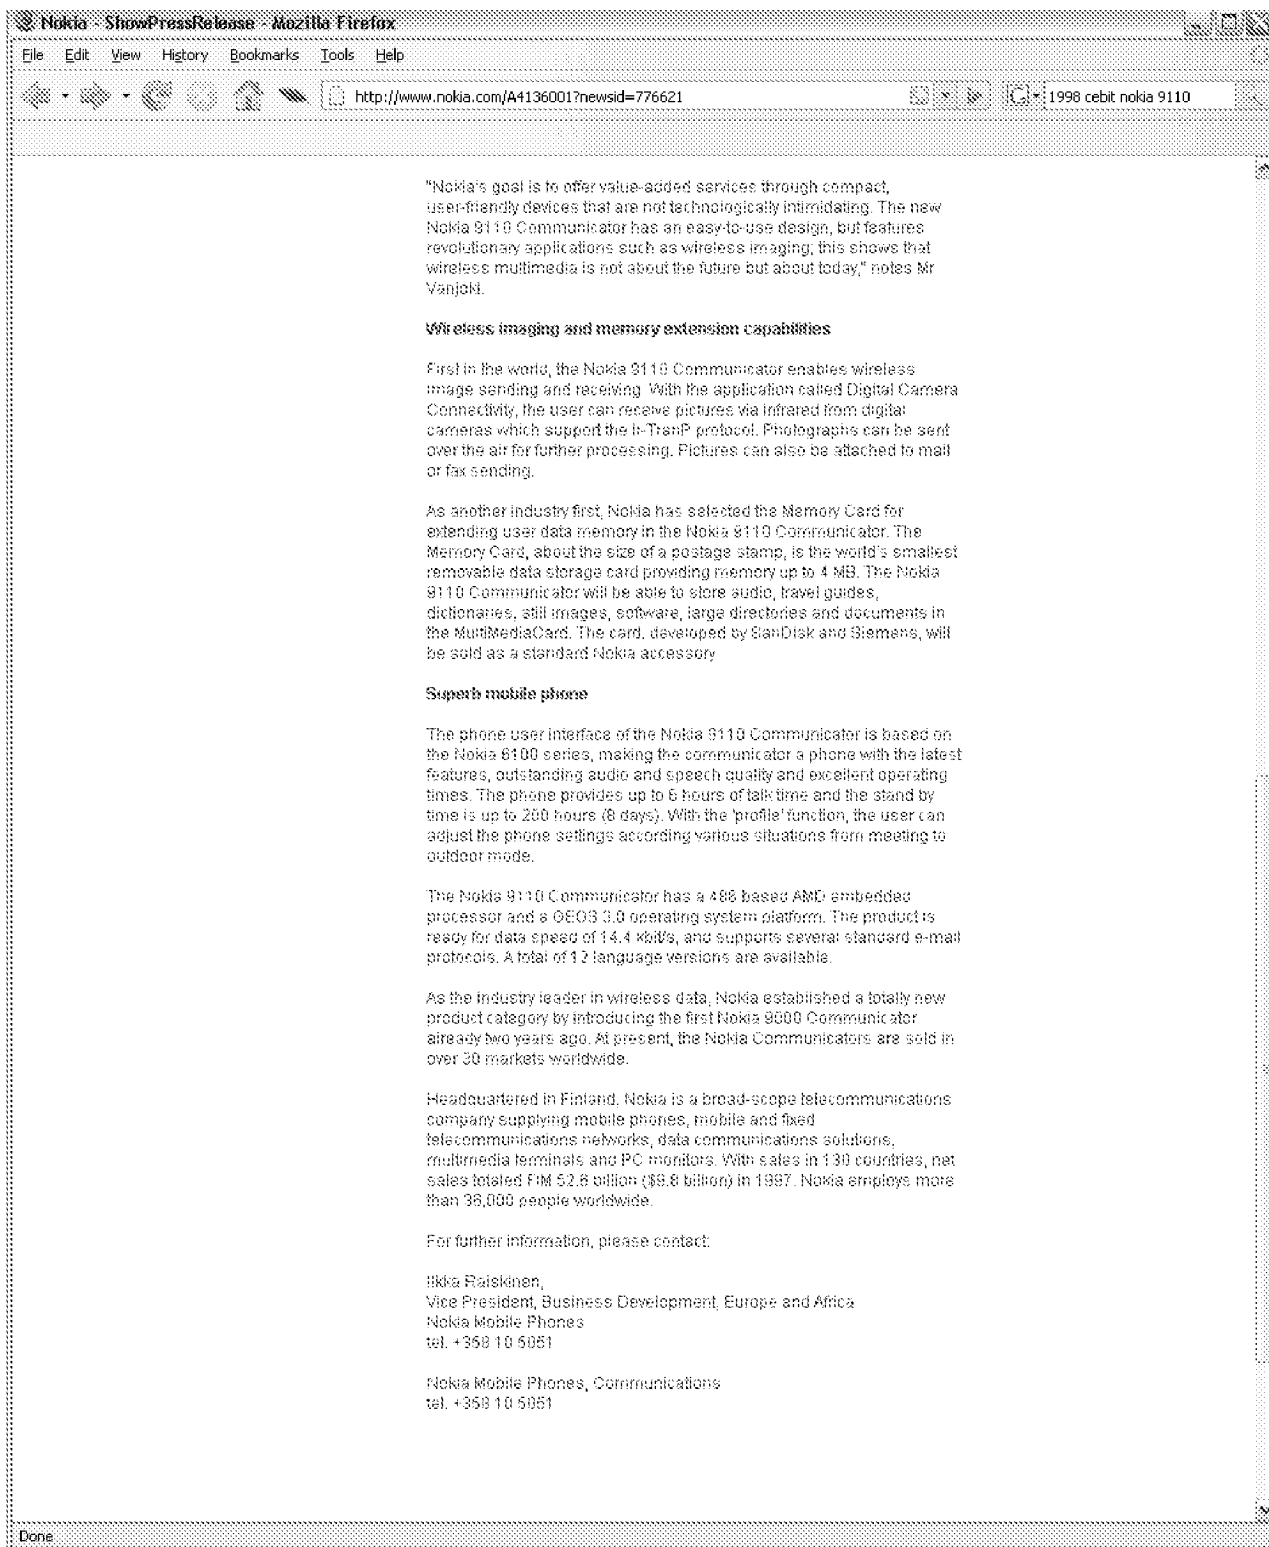 Nokia - ShowPressRelease - Mozilla Firefox
File Edit View History Bookmarks Tools Help
http://www.nokia.com/A4136001?newsid=776621
1998 cebit nokia 9110
"Nokia's goal is to offer value-added services through compact,
user-friendly devices that are not technologically intimidating. The new
Nokia 9110 Communicator has an easy-to-use design, but features
revolutionary applications such as wireless imaging; this shows that
wireless multimedia is not about the future but about today," notes Mr
Vanjoki.
Wireless imaging and memory extension capabilities
First in the world, the Nokia 9110 Communicator enables wireless
image sending and receiving. With the application called Digital Camera
Connectivity, the user can receive pictures via infrared from digital
cameras which support the Ir-TranP protocol. Photographs can be sent
over the air for further processing. Pictures can also be attached to mail
or fax sending.
As another industry first, Nokia has selected the Memory Card for
extending user data memory in the Nokia 9110 Communicator. The
Memory Card, about the size of a postage stamp, is the world's smallest
removable data storage card providing memory up to 4 MB. The Nokia
9110 Communicator will be able to store audio, travel guides,
dictionaries, still images, software, large directories and documents in
the MultiMediaCard. The card, developed by SanDisk and Siemens, will
be sold as a standard Nokia accessory
Superb mobile phone
The phone user interface of the Nokia 9110 Communicator is based on
the Nokia 6100 series, making the communicator a phone with the latest
features, outstanding audio and speech quality and excellent operating
times. The phone provides up to 6 hours of talk time and the stand by
time is up to 200 hours (8 days). With the 'profile' function, the user can
adjust the phone settings according various situations from meeting to
outdoor mode.
The Nokia 9110 Communicator has a 486 based AMD embedded
processor and a GEOS 3.0 operating system platform. The product is
ready for data speed of 14.4 kbit/s, and supports several standard e-mail
protocols. A total of 12 language versions are available.
As the industry leader in wireless data, Nokia established a totally new
product category by introducing the first Nokia 9000 Communicator
already two years ago. At present, the Nokia Communicators are sold in
over 30 markets worldwide.
Headquartered in Finland, Nokia is a broad-scope telecommunications
company supplying mobile phones, mobile and fixed
telecommunications networks, data communications solutions,
multimedia terminals and PC monitors. With sales in 130 countries, net
sales totaled FIM 52.6 billion ($9.8 billion) in 1997. Nokia employs more
than 36,000 people worldwide.
For further information, please contact:
Ilkka Raiskinen,
Vice President, Business Development, Europe and Africa
Nokia Mobile Phones
tel. +358 10 5051
Nokia Mobile Phones, Communications
tel. +358 10 5051
Done